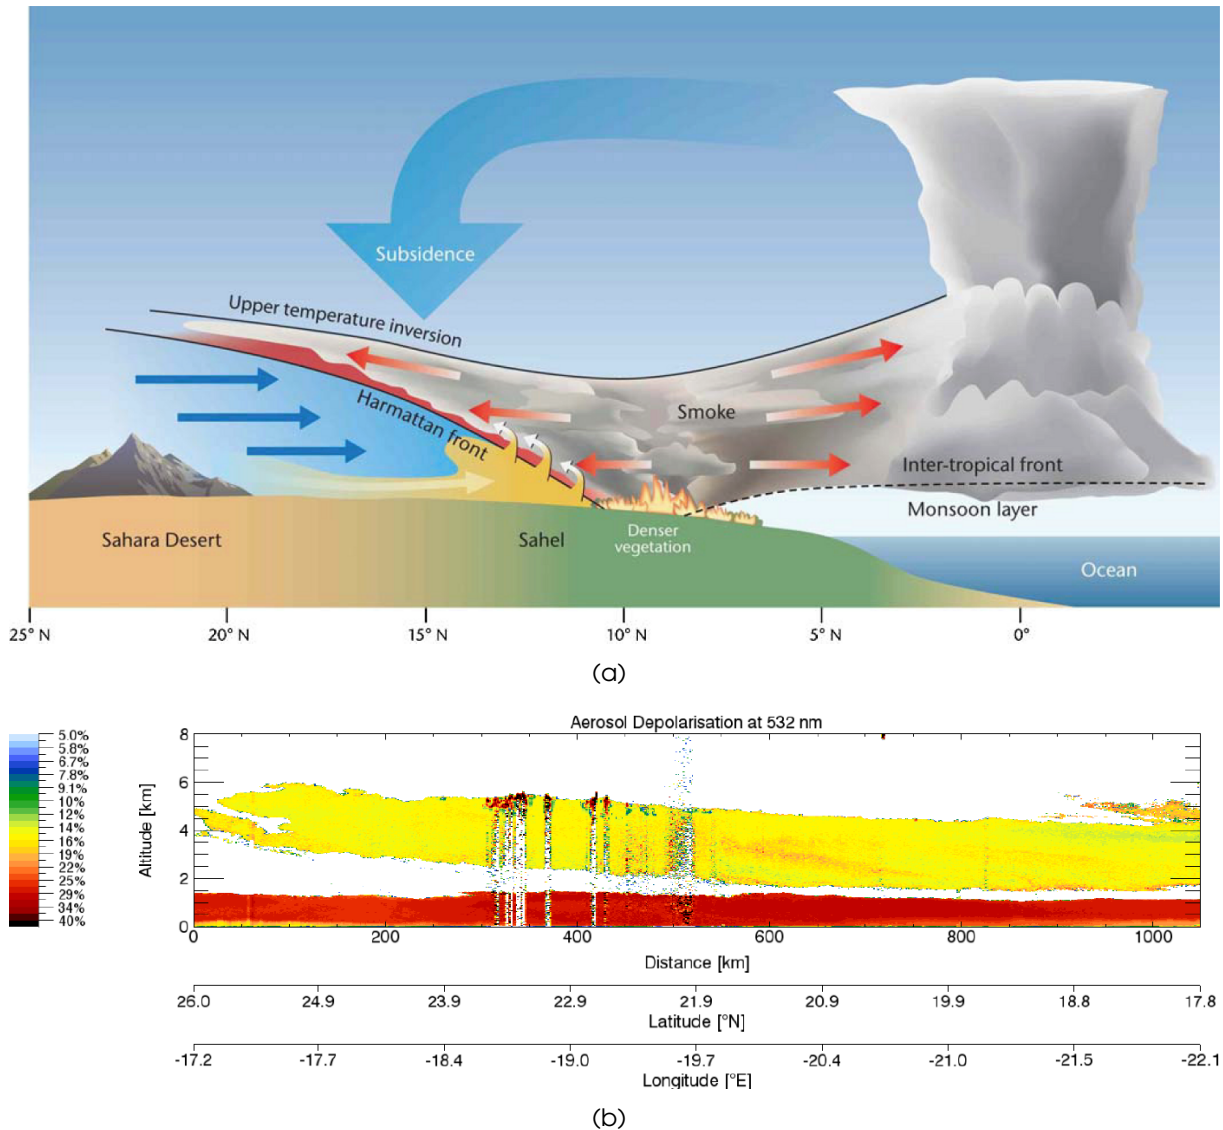 Subsidence
Upper temperature inversion
Harmattan front
Smoke
Inter-tropical front
Monsoon layer
Sahara Desert
Sahel
Denser
vegetation
Ocean
25° N 20° N 15° N 10° N 5° N 0°
(a)
Aerosol Depolarisation at 532 nm
5.0%
5.8%
6.7%
7.8%
9.1%
10%
12%
14%
16%
19%
22%
25%
29%
34%
40%
Altitude [km]
8
6
4
2
0
0 200 400 600 800 1000
Distance [km]
26.0 24.9 23.9 22.9 21.9 20.9 19.9 18.8 17.8
Latitude [°N]
-17.2 -17.7 -18.4 -19.0 -19.7 -20.4 -21.0 -21.5 -22.1
Longitude [°E]
(b)